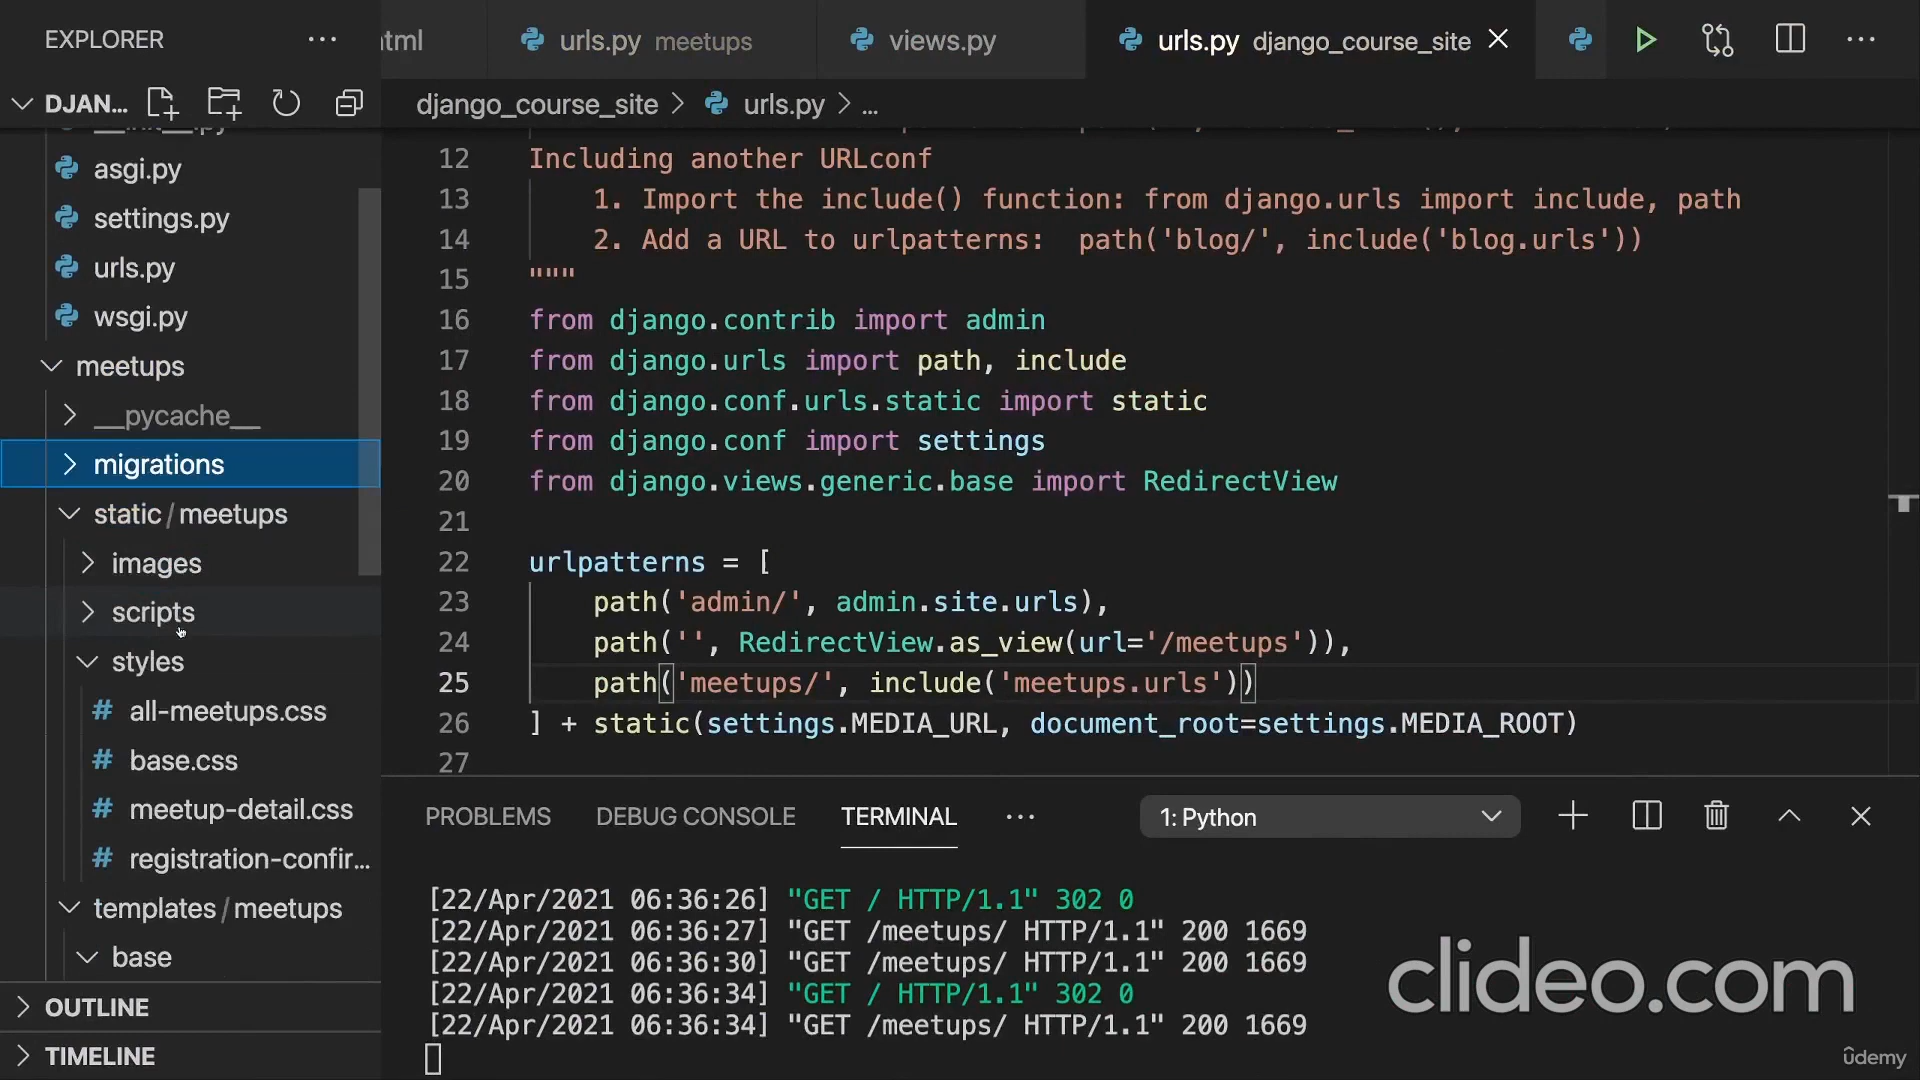 EXPLORER
tml
urls.py meetups
views.py
urls.py django_course_site
DJAN...
django_course_site > urls.py > ...
__init__.py
asgi.py
settings.py
urls.py
wsgi.py
meetups
__pycache__
migrations
static / meetups
images
scripts
styles
all-meetups.css
base.css
meetup-detail.css
registration-confir...
templates / meetups
base
OUTLINE
TIMELINE
12 Including another URLconf
13 1. Import the include() function: from django.urls import include, path
14 2. Add a URL to urlpatterns: path('blog/', include('blog.urls'))
15 """
16 from django.contrib import admin
17 from django.urls import path, include
18 from django.conf.urls.static import static
19 from django.conf import settings
20 from django.views.generic.base import RedirectView
21
22 urlpatterns = [
23 path('admin/', admin.site.urls),
24 path('', RedirectView.as_view(url='/meetups')),
25 path('meetups/', include('meetups.urls'))
26 ] + static(settings.MEDIA_URL, document_root=settings.MEDIA_ROOT)
27
PROBLEMS DEBUG CONSOLE TERMINAL ... 1: Python
[22/Apr/2021 06:36:26] "GET / HTTP/1.1" 302 0
[22/Apr/2021 06:36:27] "GET /meetups/ HTTP/1.1" 200 1669
[22/Apr/2021 06:36:30] "GET /meetups/ HTTP/1.1" 200 1669
[22/Apr/2021 06:36:34] "GET / HTTP/1.1" 302 0
[22/Apr/2021 06:36:34] "GET /meetups/ HTTP/1.1" 200 1669
clideo.com
ûdemy